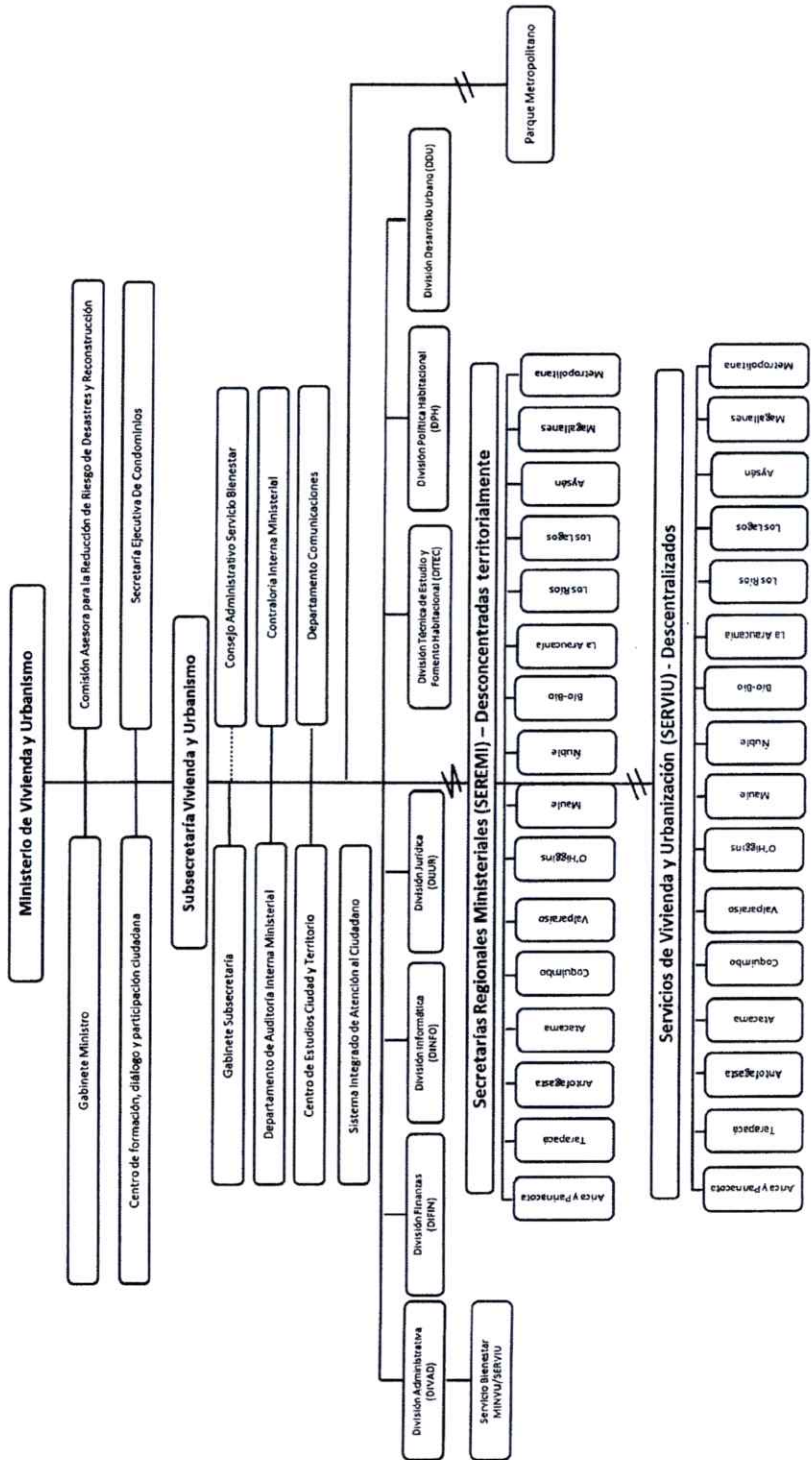 Ministerio de Vivienda y Urbanismo
Gabinete Ministro
Comisión Asesora para la Reducción de Riesgo de Desastres y Reconstrucción
Centro de formación, diálogo y participación ciudadana
Secretaría Ejecutiva De Condominios
Subsecretaría Vivienda y Urbanismo
Gabinete Subsecretaría
Consejo Administrativo Servicio Bienestar
Departamento de Auditoría Interna Ministerial
Contraloría Interna Ministerial
Centro de Estudios Ciudad y Territorio
Departamento Comunicaciones
Sistema Integrado de Atención al Ciudadano
Parque Metropolitano
División Administrativa
(DIVAD)
División Finanzas
(DIFIN)
División Informática
(DINFO)
División Jurídica
(DIJUR)
División Técnica de Estudio y
Fomento Habitacional (DITEC)
División Política Habitacional
(DPH)
División Desarrollo Urbano (DDU)
Servicio Bienestar
MINVU/SERVIU
Secretarías Regionales Ministeriales (SEREMI) – Desconcentradas territorialmente
Arica y Parinacota
Tarapacá
Antofagasta
Atacama
Coquimbo
Valparaíso
O'Higgins
Maule
Ñuble
Bío-Bío
La Araucanía
Los Ríos
Los Lagos
Aysén
Magallanes
Metropolitana
Servicios de Vivienda y Urbanización (SERVIU) - Descentralizados
Arica y Parinacota
Tarapacá
Antofagasta
Atacama
Coquimbo
Valparaíso
O'Higgins
Maule
Ñuble
Bío-Bío
La Araucanía
Los Ríos
Los Lagos
Aysén
Magallanes
Metropolitana